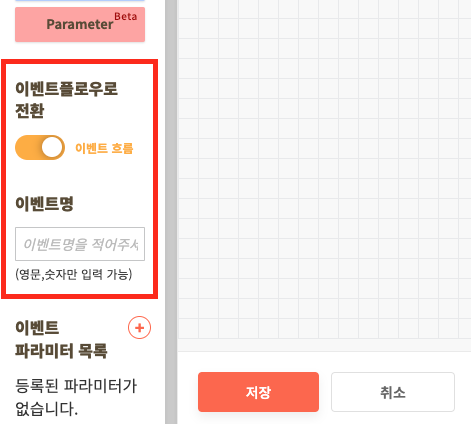 Parameter Beta
이벤트플로우로
전환
이벤트 흐름
이벤트명
이벤트명을 적어주
(영문,숫자만 입력 가능)
이벤트
파라미터 목록
등록된 파라미터가
없습니다.
저장
취소